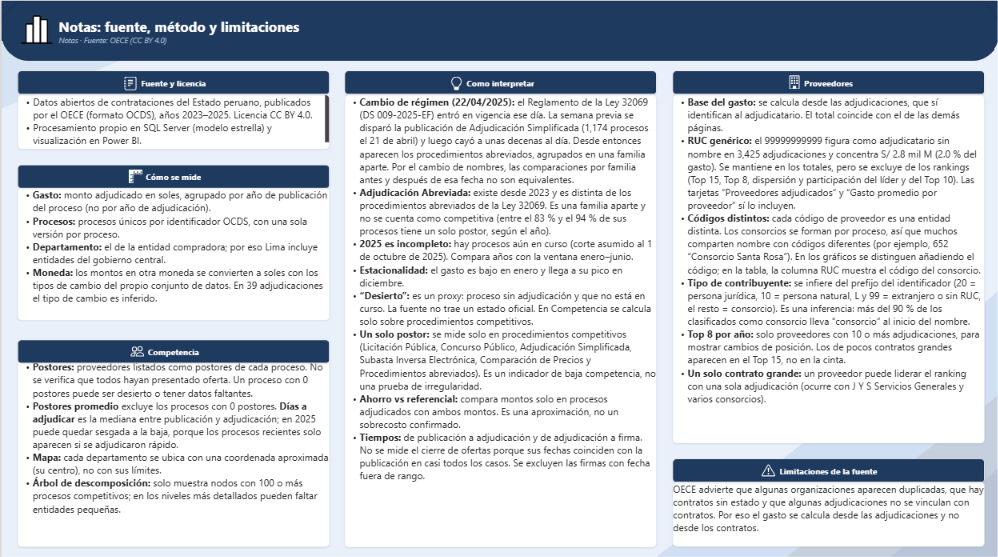 Notas: fuente, método y limitaciones
Notas - Fuente: OECE (CC BY 4.0)
Fuente y licencia
• Datos abiertos de contrataciones del Estado peruano, publicados
por el OECE (formato OCDS), años 2023–2025. Licencia CC BY 4.0.
• Procesamiento propio en SQL Server (modelo estrella) y
visualización en Power BI.
Cómo se mide
• Gasto: monto adjudicado en soles, agrupado por año de publicación
del proceso (no por año de adjudicación).
• Procesos: procesos únicos por identificador OCDS, con una sola
versión por proceso.
• Departamento: el de la entidad compradora; por eso Lima incluye
entidades del gobierno central.
• Moneda: los montos en otra moneda se convierten a soles con los
tipos de cambio del propio conjunto de datos. En 39 adjudicaciones
el tipo de cambio es inferido.
Competencia
• Postores: proveedores listados como postores de cada proceso. No
se verifica que todos hayan presentado oferta. Un proceso con 0
postores puede ser desierto o tener datos faltantes.
• Postores promedio excluye los procesos con 0 postores. Días a
adjudicar es la mediana entre publicación y adjudicación; en 2025
puede quedar sesgada a la baja, porque los procesos recientes solo
aparecen si se adjudicaron rápido.
• Mapa: cada departamento se ubica con una coordenada aproximada
(su centro), no con sus límites.
• Árbol de descomposición: solo muestra nodos con 100 o más
procesos competitivos; en los niveles más detallados pueden faltar
entidades pequeñas.
Como interpretar
• Cambio de régimen (22/04/2025): el Reglamento de la Ley 32069
(DS 009-2025-EF) entró en vigencia ese día. La semana previa se
disparó la publicación de Adjudicación Simplificada (1,174 procesos
el 21 de abril) y luego cayó a unas decenas al día. Desde entonces
aparecen los procedimientos abreviados, agrupados en una familia
aparte. Por el cambio de nombres, las comparaciones por familia
antes y después de esa fecha no son equivalentes.
• Adjudicación Abreviada: existe desde 2023 y es distinta de los
procedimientos abreviados de la Ley 32069. Es una familia aparte y
no se cuenta como competitiva (entre el 83 % y el 94 % de sus
procesos tiene un solo postor, según el año).
• 2025 es incompleto: hay procesos aún en curso (corte asumido al 1
de octubre de 2025). Compara años con la ventana enero–junio.
• Estacionalidad: el gasto es bajo en enero y llega a su pico en
diciembre.
• "Desierto": es un proxy: proceso sin adjudicación y que no está en
curso. La fuente no trae un estado oficial. En Competencia se calcula
solo sobre procedimientos competitivos.
• Un solo postor: se mide solo en procedimientos competitivos
(Licitación Pública, Concurso Público, Adjudicación Simplificada,
Subasta Inversa Electrónica, Comparación de Precios y
Procedimientos abreviados). Es un indicador de baja competencia, no
una prueba de irregularidad.
• Ahorro vs referencial: compara montos solo en procesos
adjudicados con ambos montos. Es una aproximación, no un
sobrecosto confirmado.
• Tiempos: de publicación a adjudicación y de adjudicación a firma.
No se mide el cierre de ofertas porque sus fechas coinciden con la
publicación en casi todos los casos. Se excluyen las firmas con fecha
fuera de rango.
Proveedores
• Base del gasto: se calcula desde las adjudicaciones, que sí
identifican al adjudicatario. El total coincide con el de las demás
páginas.
• RUC genérico: el 99999999999 figura como adjudicatario sin
nombre en 3,425 adjudicaciones y concentra S/ 2.8 mil M (2.0 % del
gasto). Se mantiene en los totales, pero se excluye de los rankings
(Top 15, Top 8, dispersión y participación del líder y del Top 10). Las
tarjetas "Proveedores adjudicados" y "Gasto promedio por
proveedor" sí lo incluyen.
• Códigos distintos: cada código de proveedor es una entidad
distinta. Los consorcios se forman por proceso, así que muchos
comparten nombre con códigos diferentes (por ejemplo, 652
"Consorcio Santa Rosa"). En los gráficos se distinguen añadiendo el
código; en la tabla, la columna RUC muestra el código del consorcio.
• Tipo de contribuyente: se infiere del prefijo del identificador (20 =
persona jurídica, 10 = persona natural, L y 99 = extranjero o sin RUC,
el resto = consorcio). Es una inferencia: más del 90 % de los
clasificados como consorcio lleva "consorcio" al inicio del nombre.
• Top 8 por año: solo proveedores con 10 o más adjudicaciones, para
mostrar cambios de posición. Los de pocos contratos grandes
aparecen en el Top 15, no en la cinta.
• Un solo contrato grande: un proveedor puede liderar el ranking
con una sola adjudicación (ocurre con J Y S Servicios Generales y
varios consorcios).
Limitaciones de la fuente
OECE advierte que algunas organizaciones aparecen duplicadas, que hay
contratos sin estado y que algunas adjudicaciones no se vinculan con
contratos. Por eso el gasto se calcula desde las adjudicaciones y no
desde los contratos.